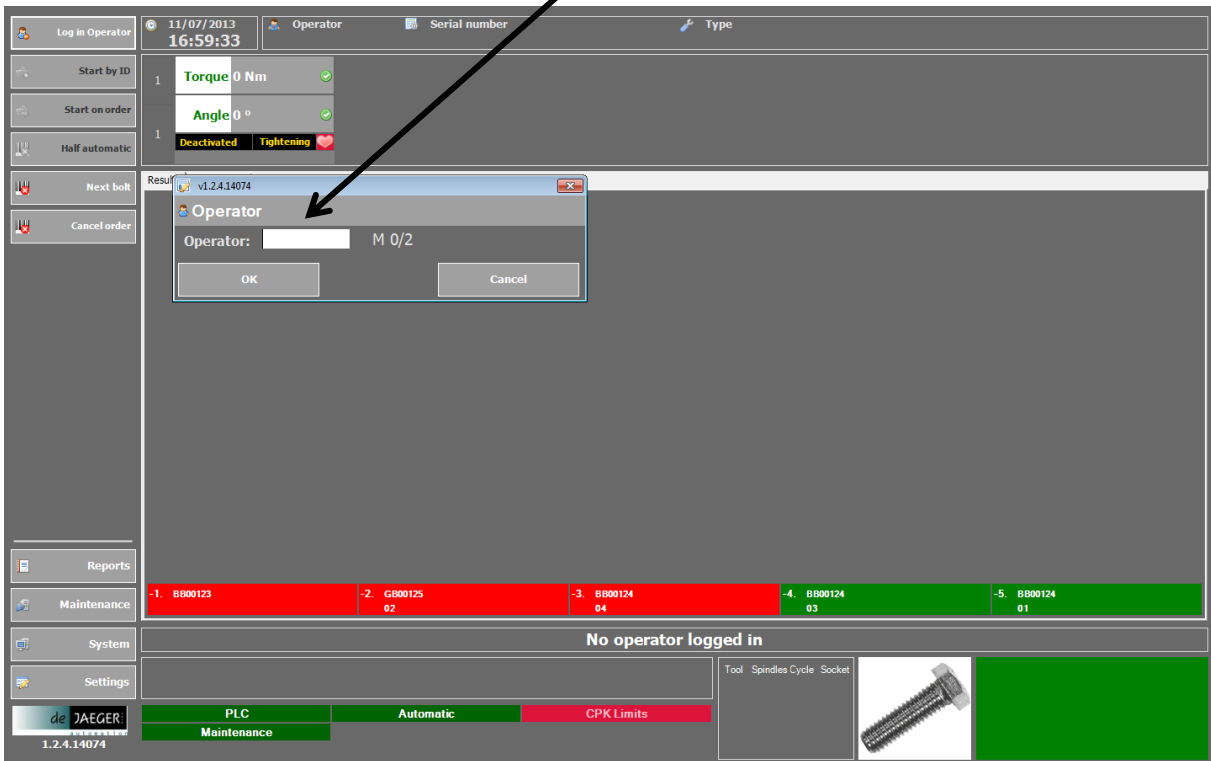 Log in Operator
11/07/2013
16:59:33
Operator
Serial number
Type
Start by ID
Start on order
Half automatic
Next bolt
Cancel order
1 Torque 0 Nm
Angle 0 °
1
Deactivated Tightening
Resul
v1.2.4.14074
Operator
Operator: M 0/2
OK Cancel
Reports
Maintenance
System
Settings
-1. BB00123
-2. GB00125
02
-3. BB00124
04
-4. BB00124
03
-5. BB00124
01
No operator logged in
Tool Spindles Cycle Socket
PLC Automatic CPK Limits
Maintenance
de JAEGER
automation
1.2.4.14074